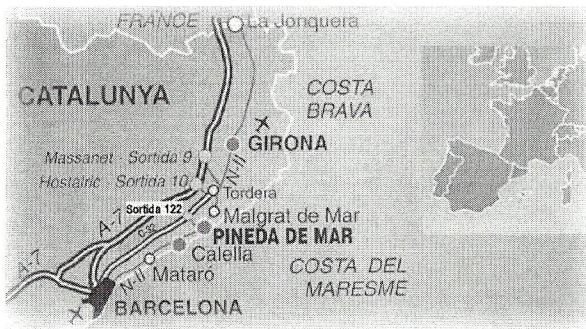 FRANCE
La Jonquera
CATALUNYA
COSTA
BRAVA
GIRONA
Massanet - Sortida 9
Hostalric - Sortida 10
N-II
Tordera
Sortida 122
Malgrat de Mar
A-7
C-32
PINEDA DE MAR
Calella
A-7
COSTA DEL
MARESME
N-II
Mataró
BARCELONA